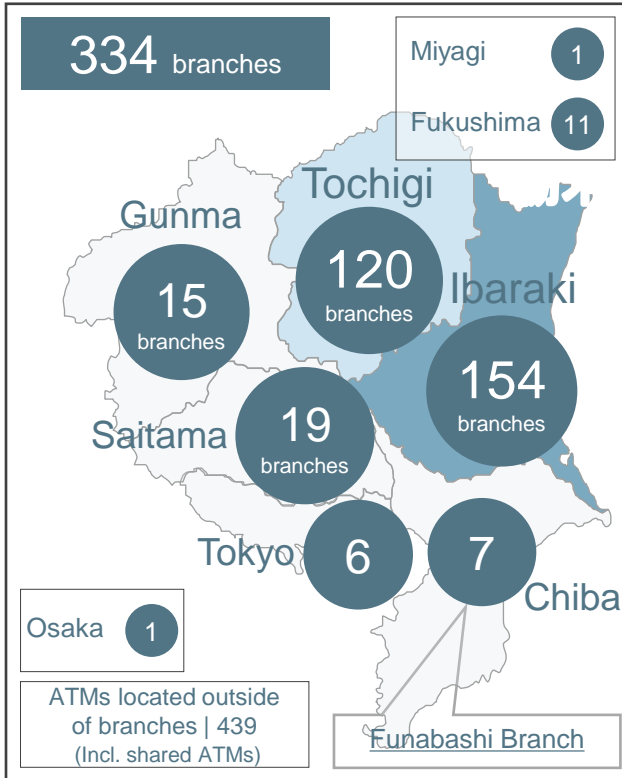 334 branches
Miyagi 1
Fukushima 11
Tochigi
120
branches
Gunma
15
branches
Ibaraki
154
branches
Saitama
19
branches
Tokyo 6
7
Chiba
Osaka 1
ATMs located outside
of branches | 439
(Incl. shared ATMs)
Funabashi Branch